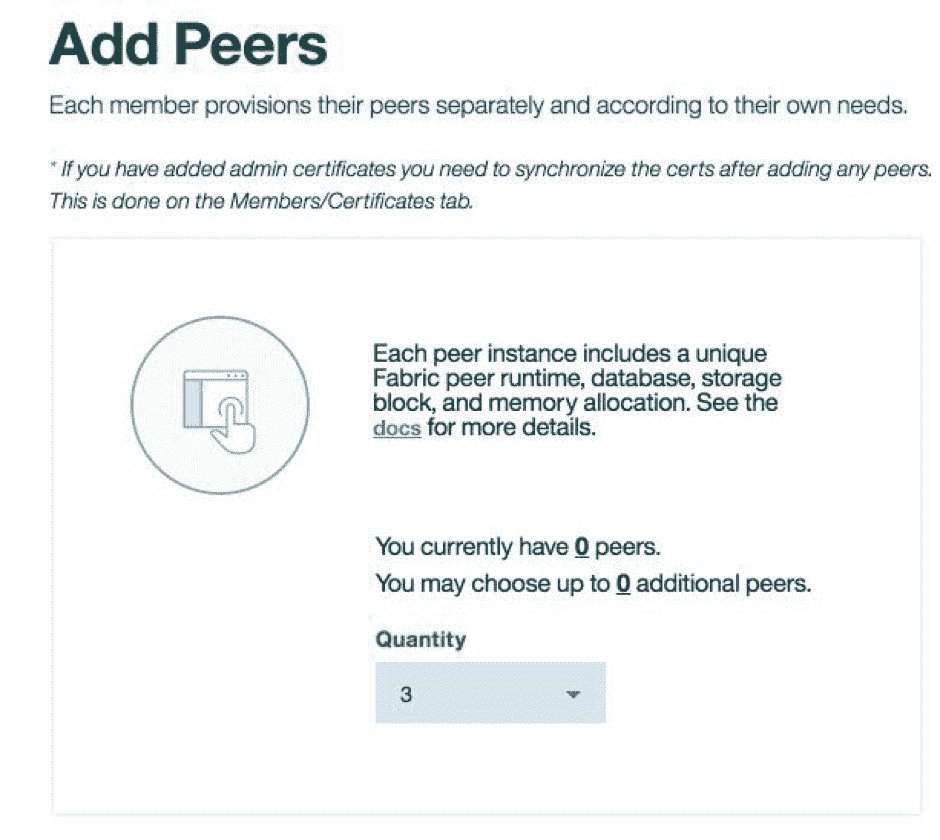 Add Peers
Each member provisions their peers separately and according to their own needs.
* If you have added admin certificates you need to synchronize the certs after adding any peers.
This is done on the Members/Certificates tab.
Each peer instance includes a unique
Fabric peer runtime, database, storage
block, and memory allocation. See the
docs for more details.
You currently have 0 peers.
You may choose up to 0 additional peers.
Quantity
3